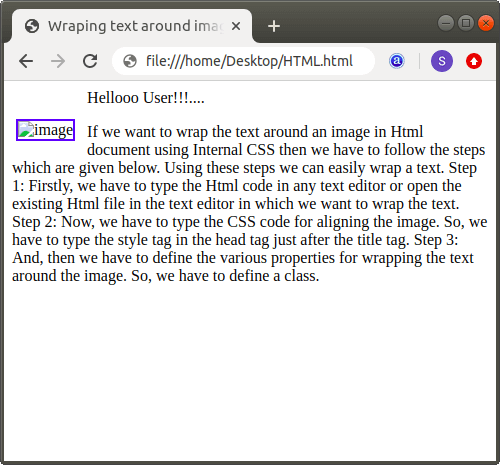 Wraping text around ima
file:///home/Desktop/HTML.html
a
S
Hellooo User!!!....
image
If we want to wrap the text around an image in Html
document using Internal CSS then we have to follow the steps
which are given below. Using these steps we can easily wrap a text. Step
1: Firstly, we have to type the Html code in any text editor or open the
existing Html file in the text editor in which we want to wrap the text.
Step 2: Now, we have to type the CSS code for aligning the image. So, we
have to type the style tag in the head tag just after the title tag. Step 3:
And, then we have to define the various properties for wrapping the text
around the image. So, we have to define a class.